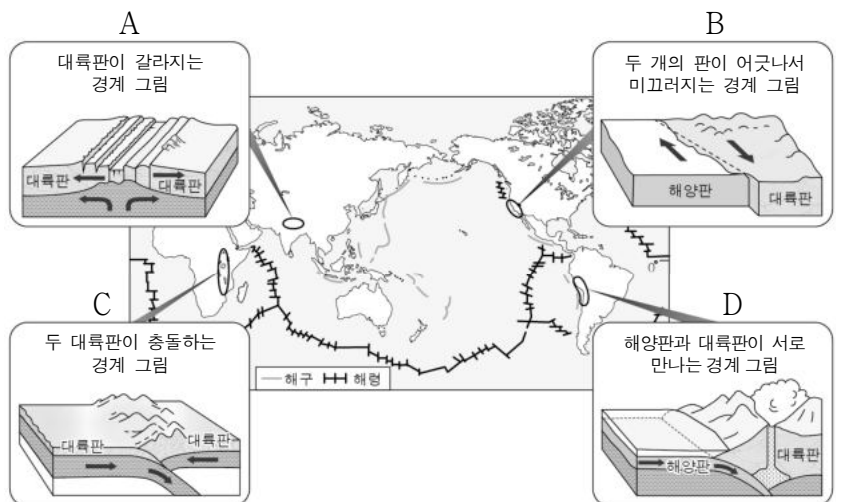 A
대륙판이 갈라지는
경계 그림
대륙판
대륙판
B
두 개의 판이 어긋나서
미끄러지는 경계 그림
해양판
대륙판
C
두 대륙판이 충돌하는
경계 그림
대륙판
대륙판
D
해양판과 대륙판이 서로
만나는 경계 그림
해양판
대륙판
해구 해령